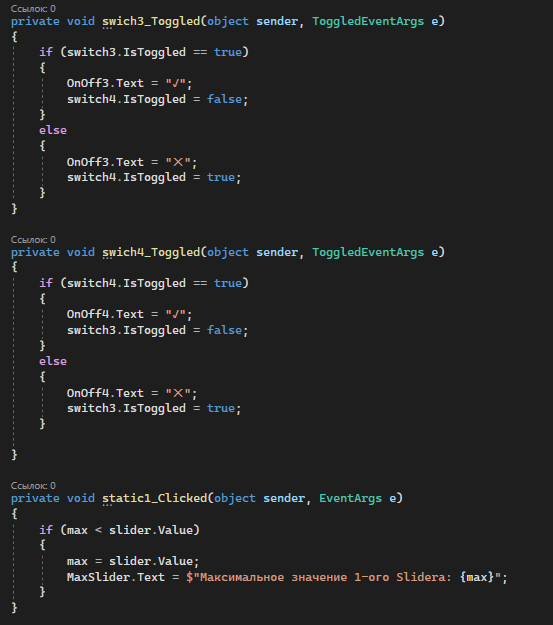 Ссылок: 0
private void swich3_Toggled(object sender, ToggledEventArgs e)
{
if (switch3.IsToggled == true)
{
OnOff3.Text = "✓";
switch4.IsToggled = false;
}
else
{
OnOff3.Text = "✕";
switch4.IsToggled = true;
}
}
Ссылок: 0
private void swich4_Toggled(object sender, ToggledEventArgs e)
{
if (switch4.IsToggled == true)
{
OnOff4.Text = "✓";
switch3.IsToggled = false;
}
else
{
OnOff4.Text = "✕";
switch3.IsToggled = true;
}
}
Ссылок: 0
private void static1_Clicked(object sender, EventArgs e)
{
if (max < slider.Value)
{
max = slider.Value;
MaxSlider.Text = $"Максимальное значение 1-ого Slidera: {max}";
}
}